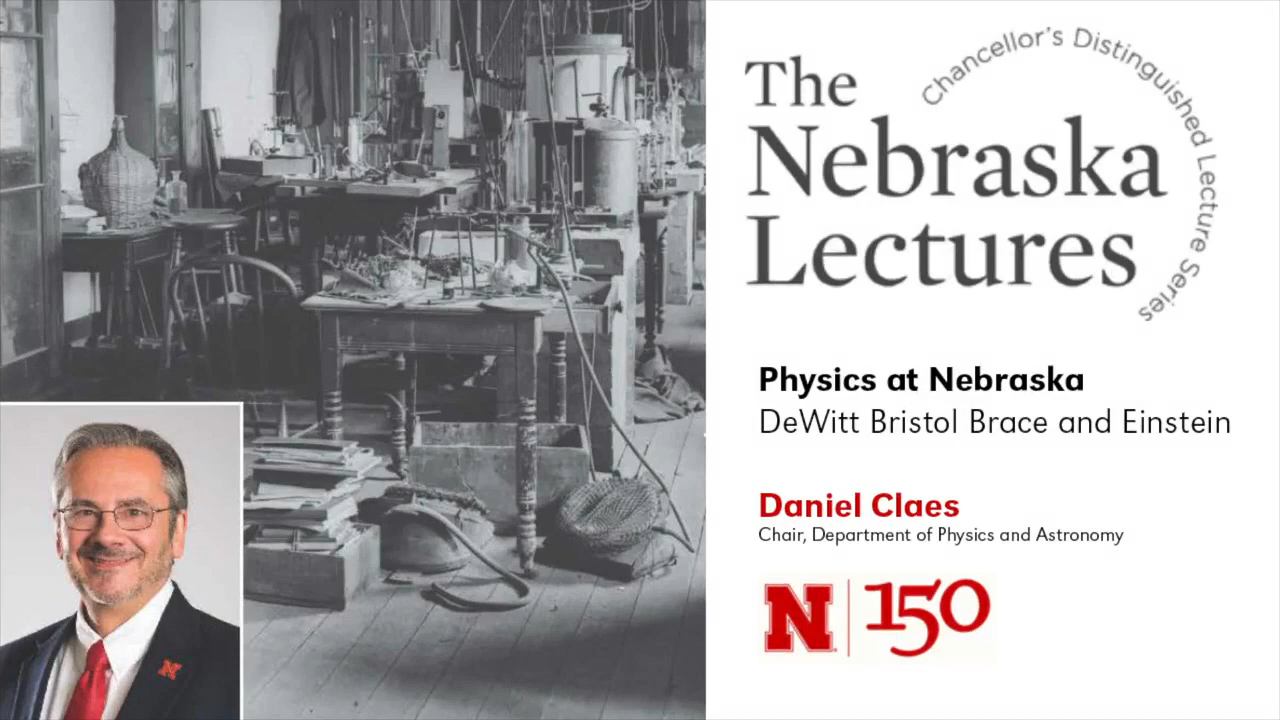 The
Nebraska
Lectures
Chancellor's Distinguished Lecture Series
Physics at Nebraska
DeWitt Bristol Brace and Einstein
Daniel Claes
Chair, Department of Physics and Astronomy
N 150
N